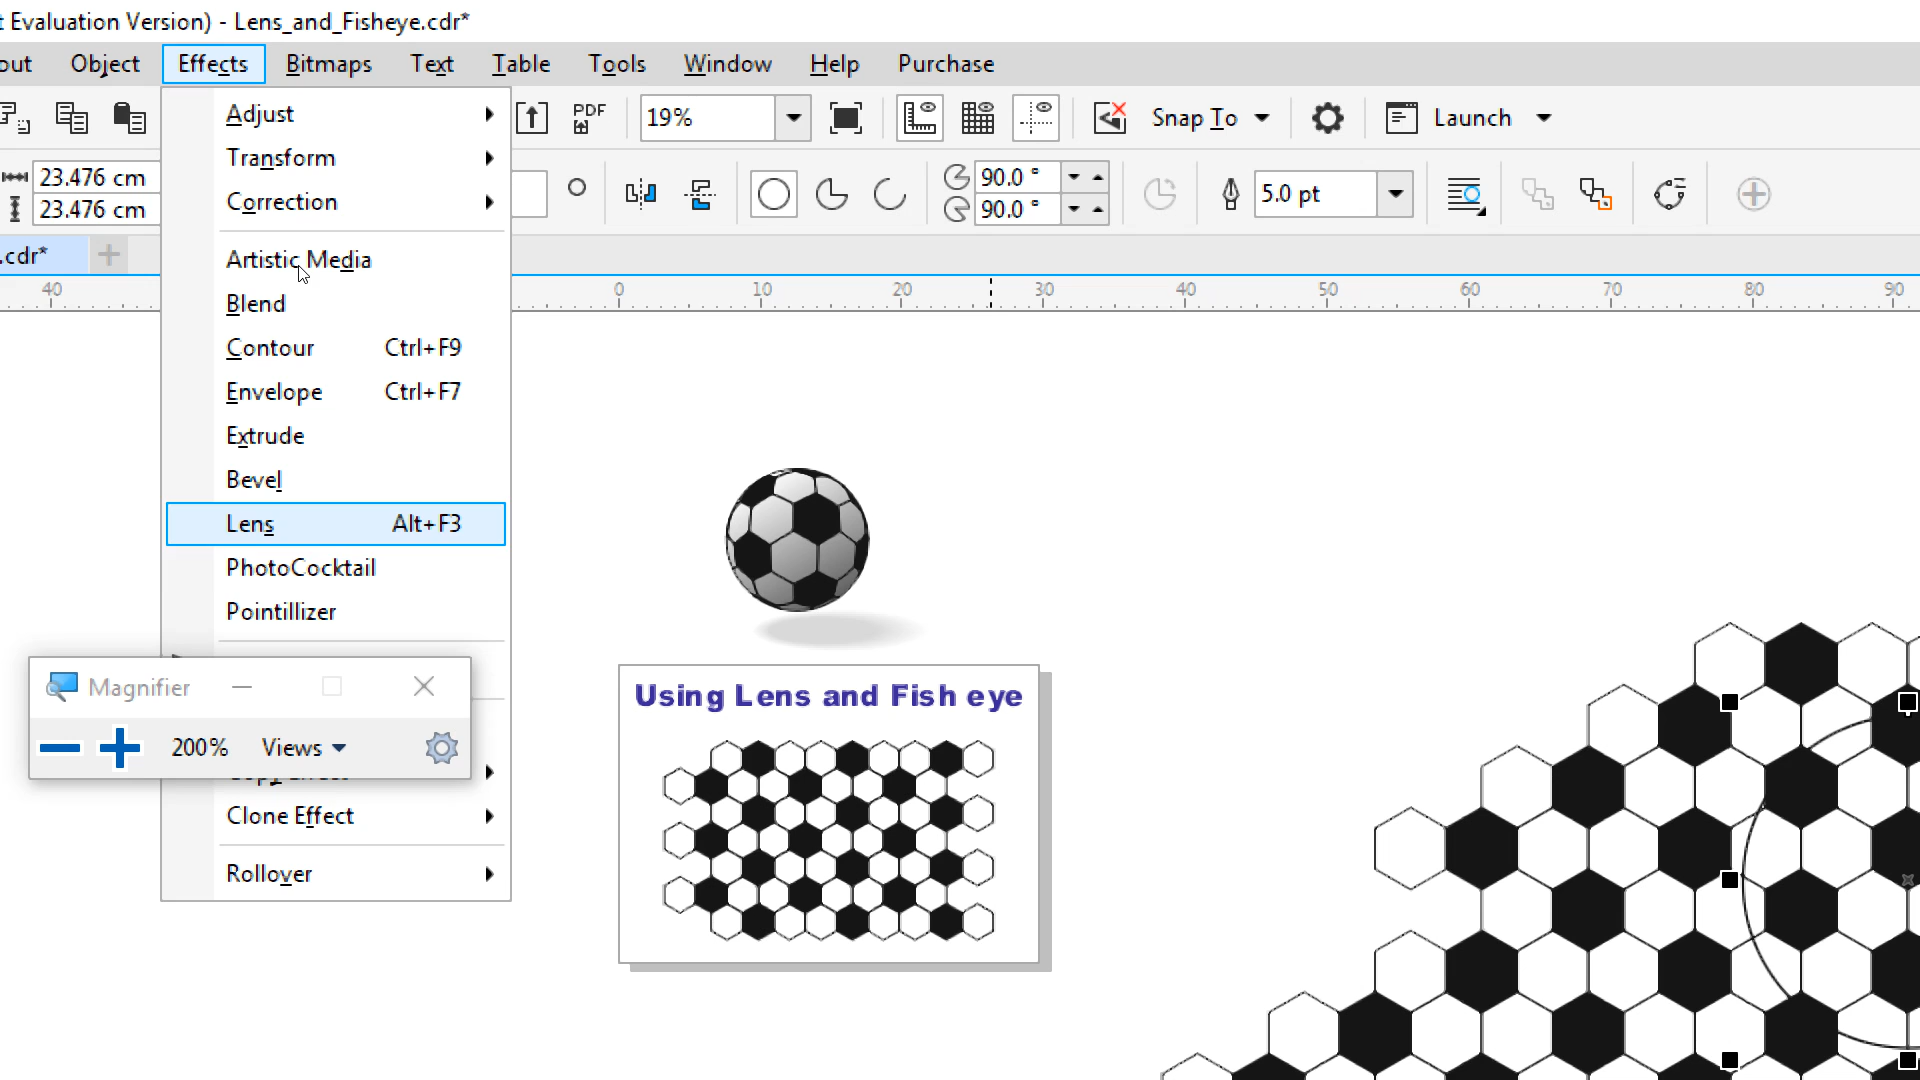 t Evaluation Version) - Lens_and_Fisheye.cdr*
out Object Effects Bitmaps Text Table Tools Window Help Purchase
PDF 19% Snap To Launch
23.476 cm 90.0 ° 5.0 pt
23.476 cm 90.0 °
.cdr*
40 0 10 20 30 40 50 60 70 80 90
Adjust
Transform
Correction
Artistic Media
Blend
Contour Ctrl+F9
Envelope Ctrl+F7
Extrude
Bevel
Lens Alt+F3
PhotoCocktail
Pointillizer
Magnifier
200% Views
Clone Effect
Rollover
Using Lens and Fish eye